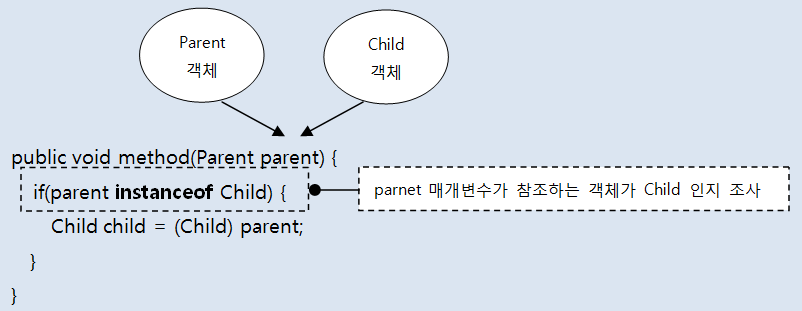 Parent
객체
Child
객체
public void method(Parent parent) {
if(parent instanceof Child) {
parnet 매개변수가 참조하는 객체가 Child 인지 조사
Child child = (Child) parent;
}
}